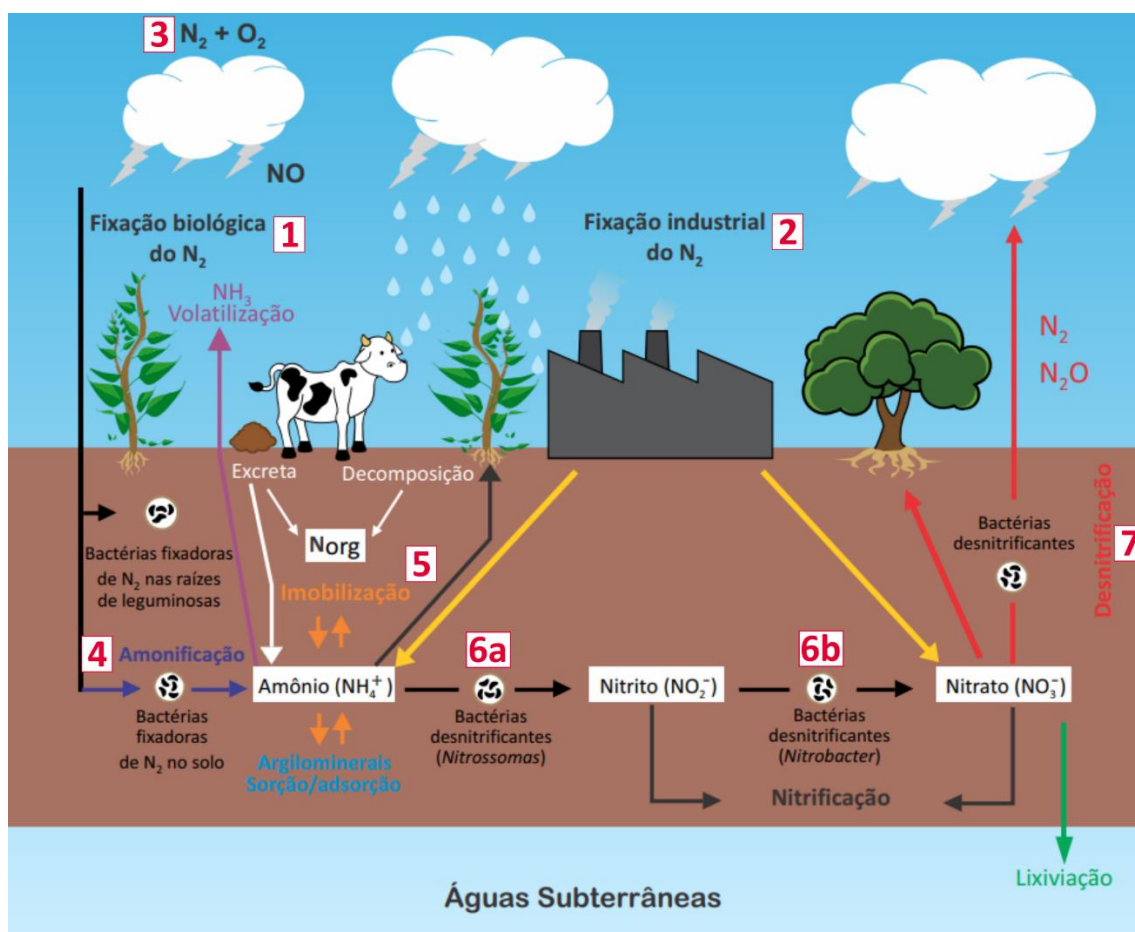 3 N₂ + O₂
NO
Fixação biológica
do N₂
1
Fixação industrial
do N₂
2
NH₃
Volatilização
N₂
N₂O
Excreta
Decomposição
Norg
5
Imobilização
Bactérias fixadoras
de N₂ nas raízes
de leguminosas
Bactérias
desnitrificantes
Desnitrificação
7
4 Amonificação
6a
6b
Amônio (NH₄⁺)
Nitrito (NO₂⁻)
Nitrato (NO₃⁻)
Bactérias
fixadoras
de N₂ no solo
Argilominerais
Sorção/adsorção
Bactérias
desnitrificantes
(Nitrossomas)
Bactérias
desnitrificantes
(Nitrobacter)
Nitrificação
Lixiviação
Águas Subterrâneas